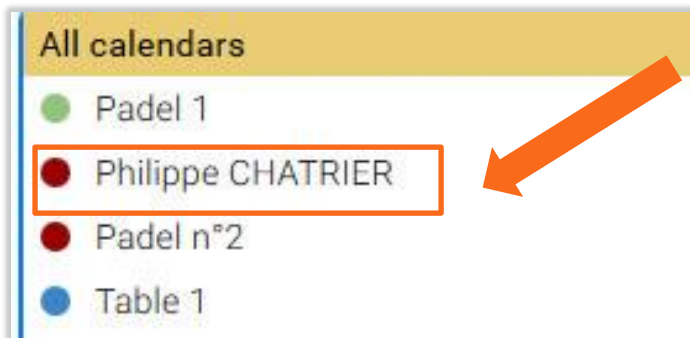 All calendars
Padel 1
Philippe CHATRIER
Padel n°2
Table 1